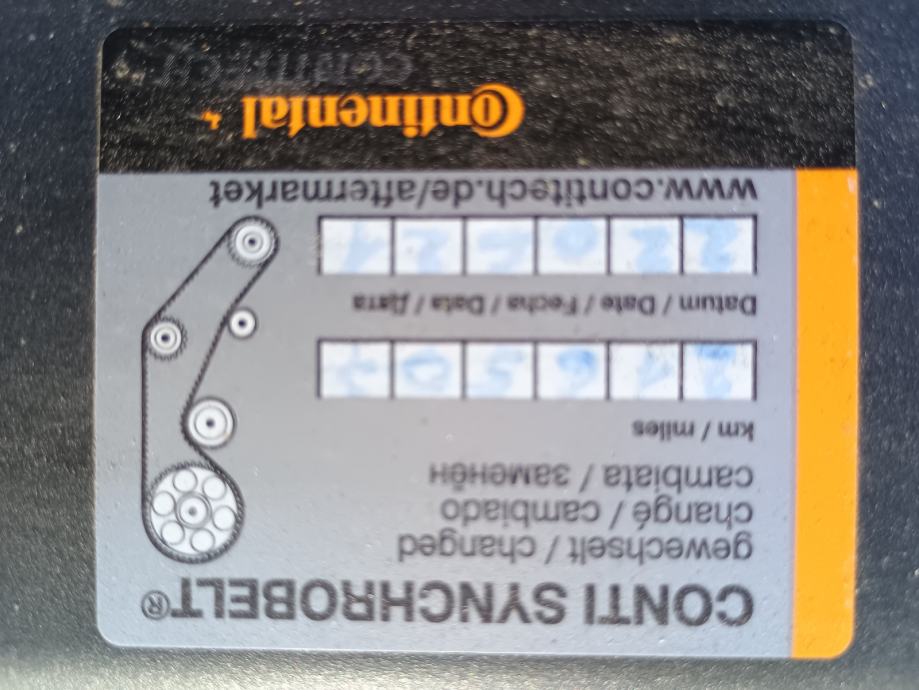 CONTI SYNCHROBELT®
gewechselt / changed
changé / cambiado
cambiata / заменён
km / miles
Datum / Date / Fecha / Data / Дата
www.contitech.de/aftermarket
Continental
CONTITECH